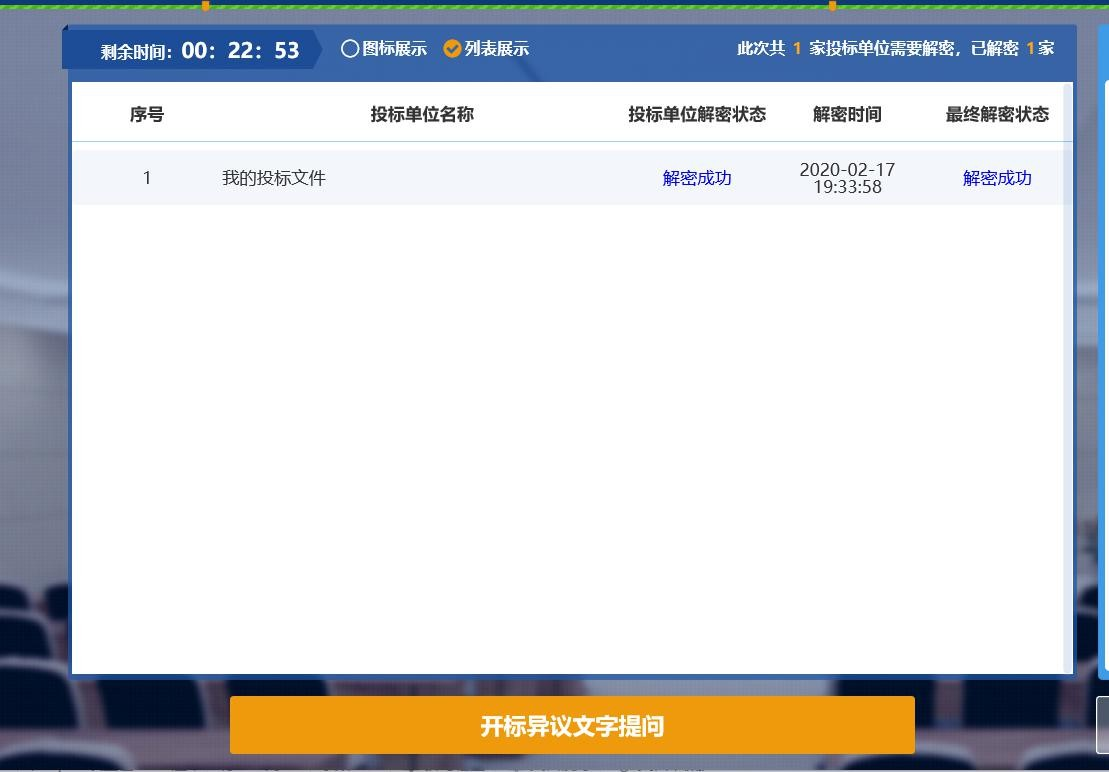 剩余时间：00：22：53 图标展示 列表展示 此次共 1 家投标单位需要解密，已解密 1家
序号 投标单位名称 投标单位解密状态 解密时间 最终解密状态
1 我的投标文件 解密成功 2020-02-17 解密成功
19:33:58
开标异议文字提问